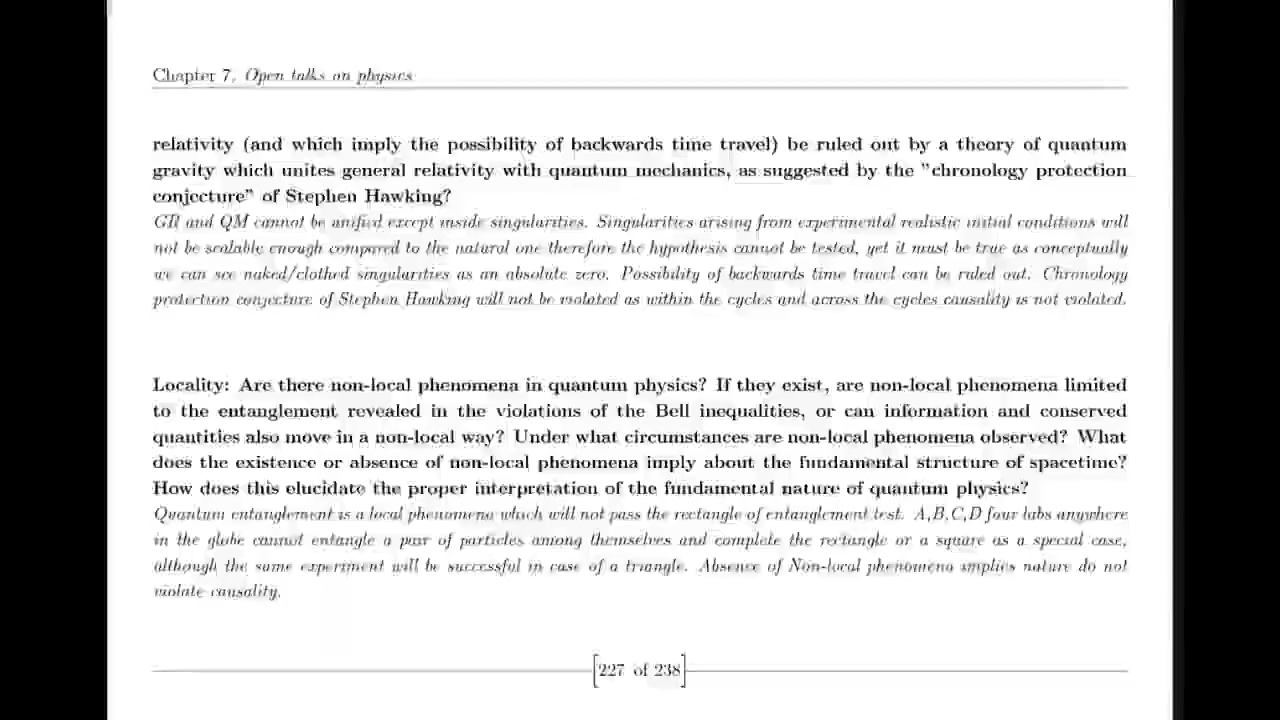 Chapter 7. Open talks on physics
relativity (and which imply the possibility of backwards time travel) be ruled out by a theory of quantum
gravity which unites general relativity with quantum mechanics, as suggested by the "chronology protection
conjecture" of Stephen Hawking?
GR and QM cannot be unified except inside singularities. Singularities arising from experimental realistic initial conditions will
not be scalable enough compared to the natural one therefore the hypothesis cannot be tested, yet it must be true as conceptually
we can see naked/clothed singularities as an absolute zero. Possibility of backwards time travel can be ruled out. Chronology
protection conjecture of Stephen Hawking will not be violated as within the cycles and across the cycles causality is not violated.
Locality: Are there non-local phenomena in quantum physics? If they exist, are non-local phenomena limited
to the entanglement revealed in the violations of the Bell inequalities, or can information and conserved
quantities also move in a non-local way? Under what circumstances are non-local phenomena observed? What
does the existence or absence of non-local phenomena imply about the fundamental structure of spacetime?
How does this elucidate the proper interpretation of the fundamental nature of quantum physics?
Quantum entanglement is a local phenomena which will not pass the rectangle of entanglement test. A,B,C,D four labs anywhere
in the globe cannot entangle a pair of particles among themselves and complete the rectangle or a square as a special case,
although the same experiment will be successful in case of a triangle. Absence of Non-local phenomena implies nature do not
violate causality.
227 of 238